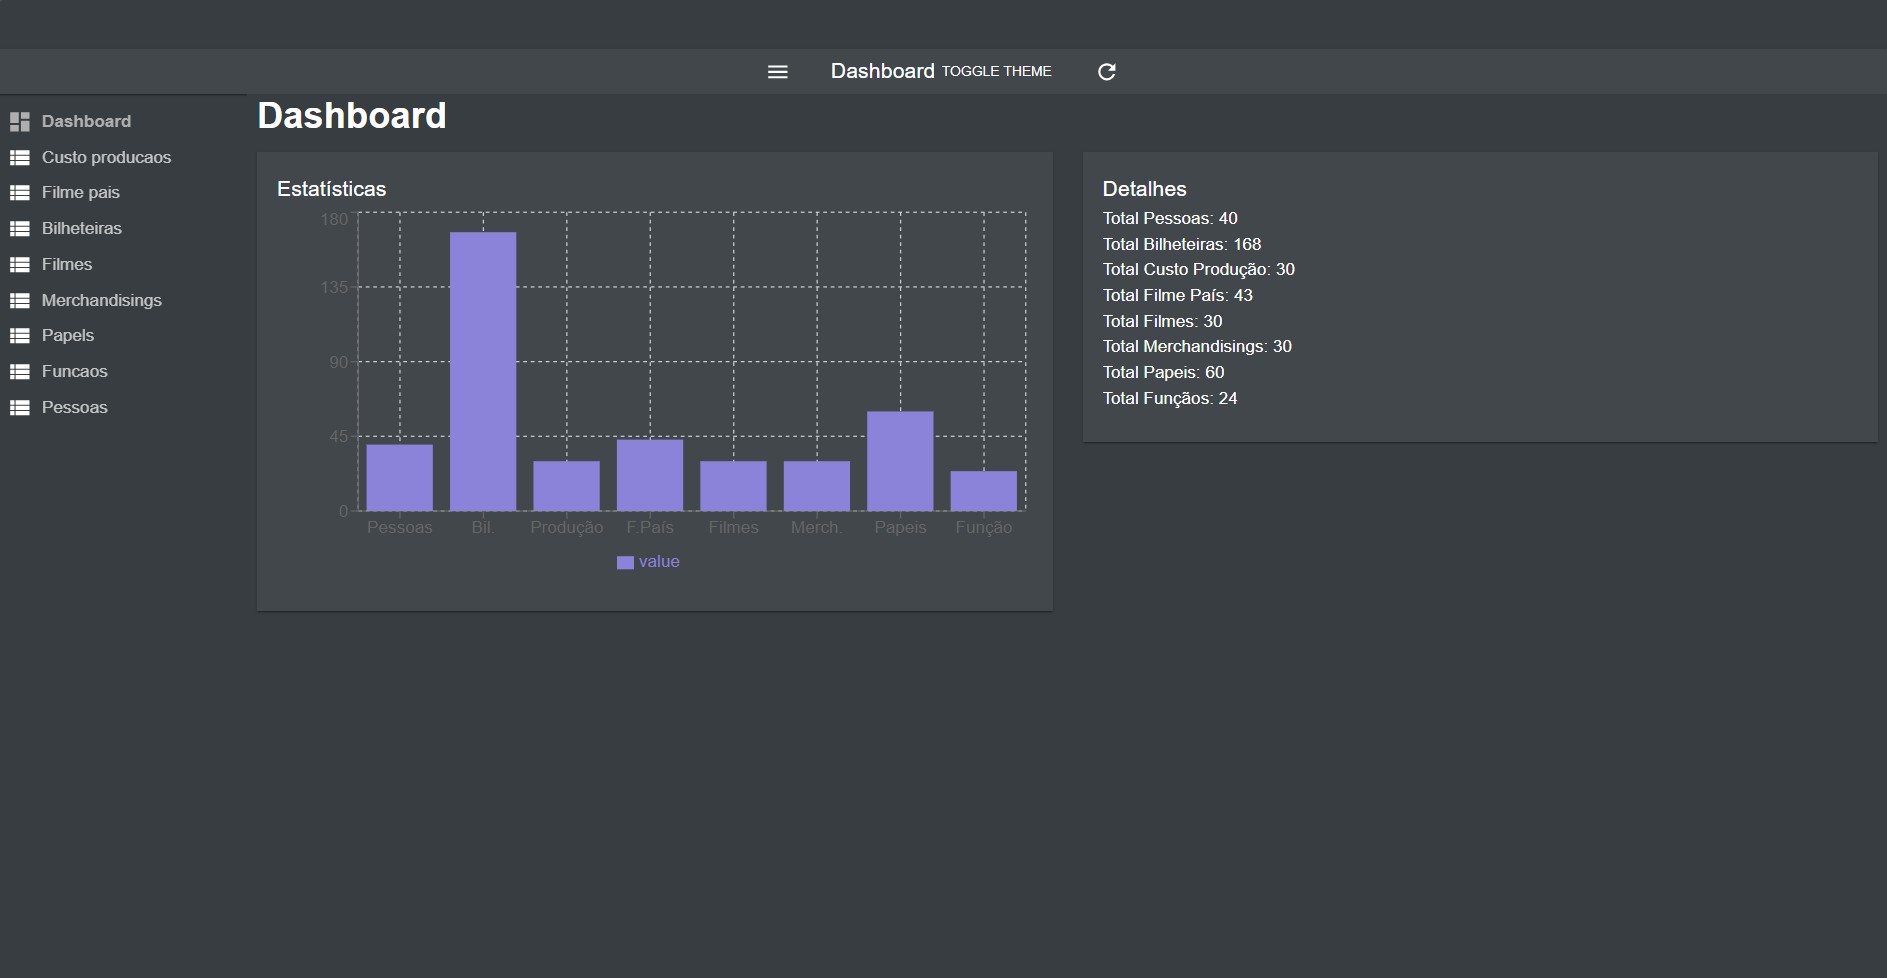 Dashboard TOGGLE THEME
Dashboard
Custo producaos
Filme pais
Bilheteiras
Filmes
Merchandisings
Papels
Funcaos
Pessoas
Dashboard
Estatísticas
180
135
90
45
0
Pessoas Bil. Produção F.País Filmes Merch. Papeis Função
value
Detalhes
Total Pessoas: 40
Total Bilheteiras: 168
Total Custo Produção: 30
Total Filme País: 43
Total Filmes: 30
Total Merchandisings: 30
Total Papeis: 60
Total Funçãos: 24